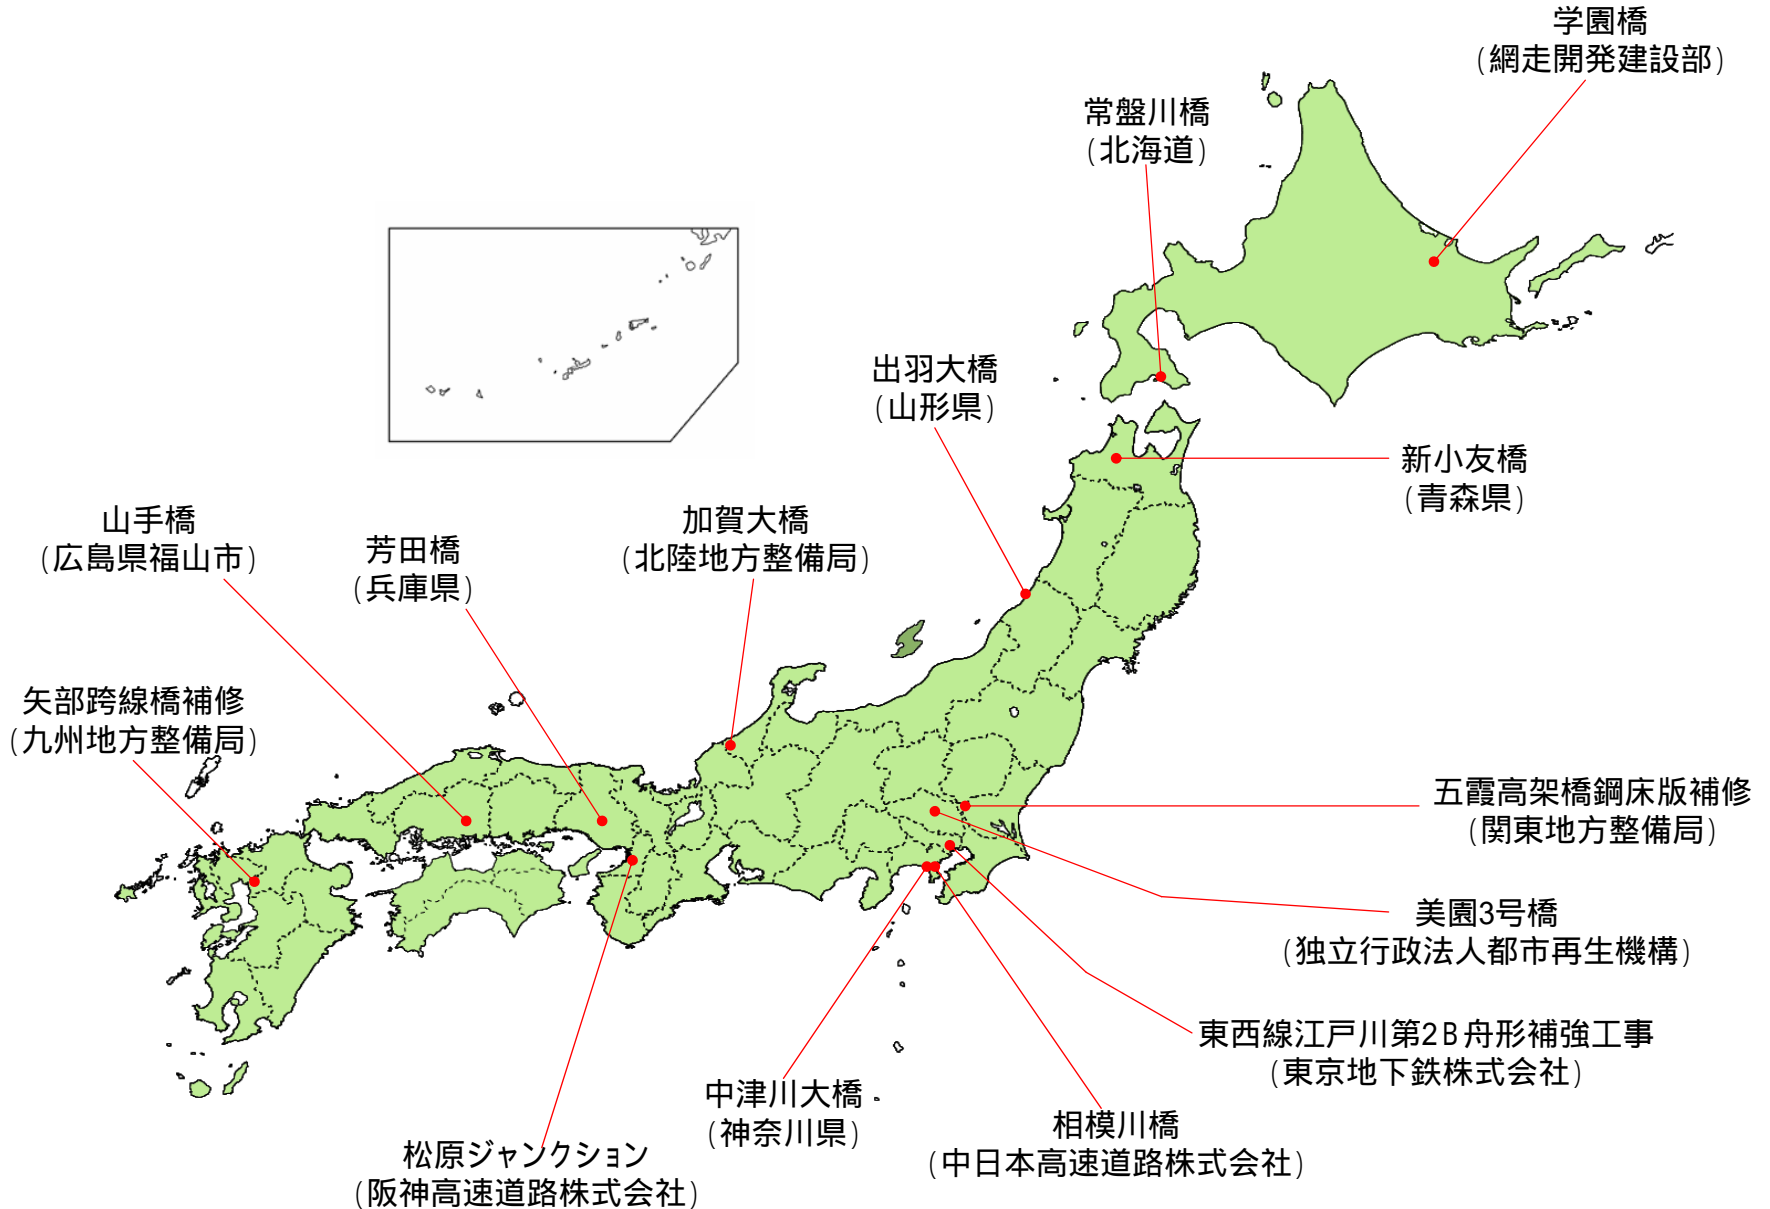 学園橋
(網走開発建設部)
常盤川橋
(北海道)
出羽大橋
(山形県)
新小友橋
(青森県)
山手橋
(広島県福山市)
芳田橋
(兵庫県)
加賀大橋
(北陸地方整備局)
矢部跨線橋補修
(九州地方整備局)
五霞高架橋鋼床版補修
(関東地方整備局)
美園3号橋
(独立行政法人都市再生機構)
東西線江戸川第2B舟形補強工事
(東京地下鉄株式会社)
中津川大橋
(神奈川県)
相模川橋
(中日本高速道路株式会社)
松原ジャンクション
(阪神高速道路株式会社)